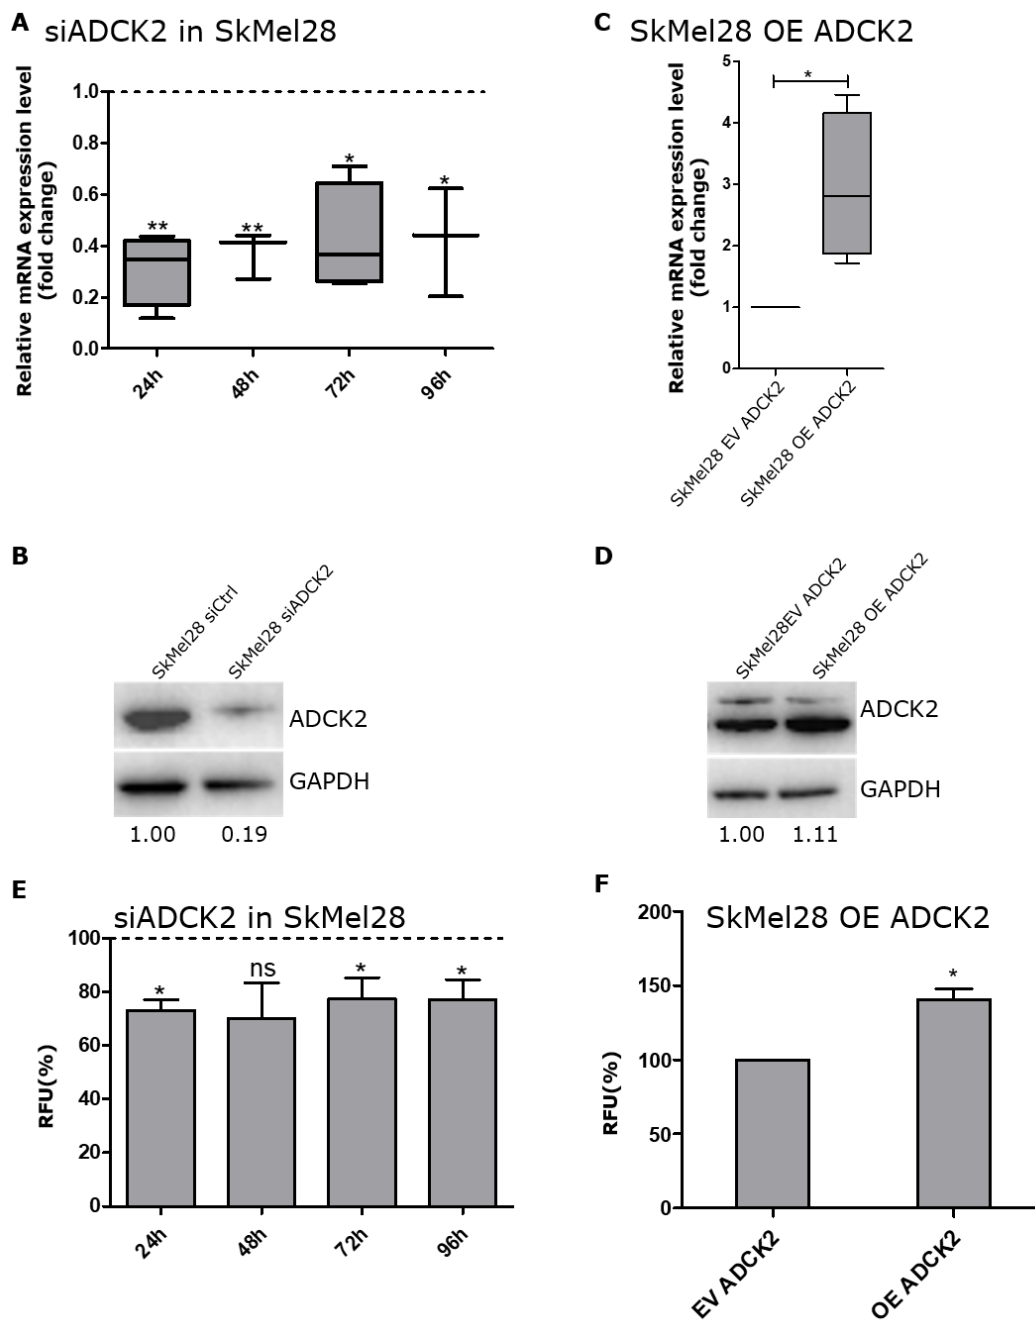 A siADCK2 in SkMel28
Relative mRNA expression level
(fold change)
1.0
0.8
0.6
0.4
0.2
0.0
**
**
*
*
24h
48h
72h
96h
C SkMel28 OE ADCK2
Relative mRNA expression level
(fold change)
5
4
3
2
1
0
*
SkMel28 EV ADCK2
SkMel28 OE ADCK2
B
SkMel28 siCtrl
SkMel28 siADCK2
ADCK2
GAPDH
1.00 0.19
D
SkMel28EV ADCK2
SkMel28 OE ADCK2
ADCK2
GAPDH
1.00 1.11
E
siADCK2 in SkMel28
RFU(%)
100
80
60
40
20
0
*
ns
*
*
24h
48h
72h
96h
F
SkMel28 OE ADCK2
RFU(%)
200
150
100
50
0
*
EV ADCK2
OE ADCK2